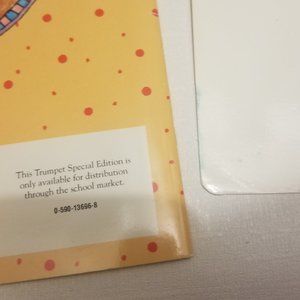 This Trumpet Special Edition is
only available for distribution
through the school market.
0-590-13696-8